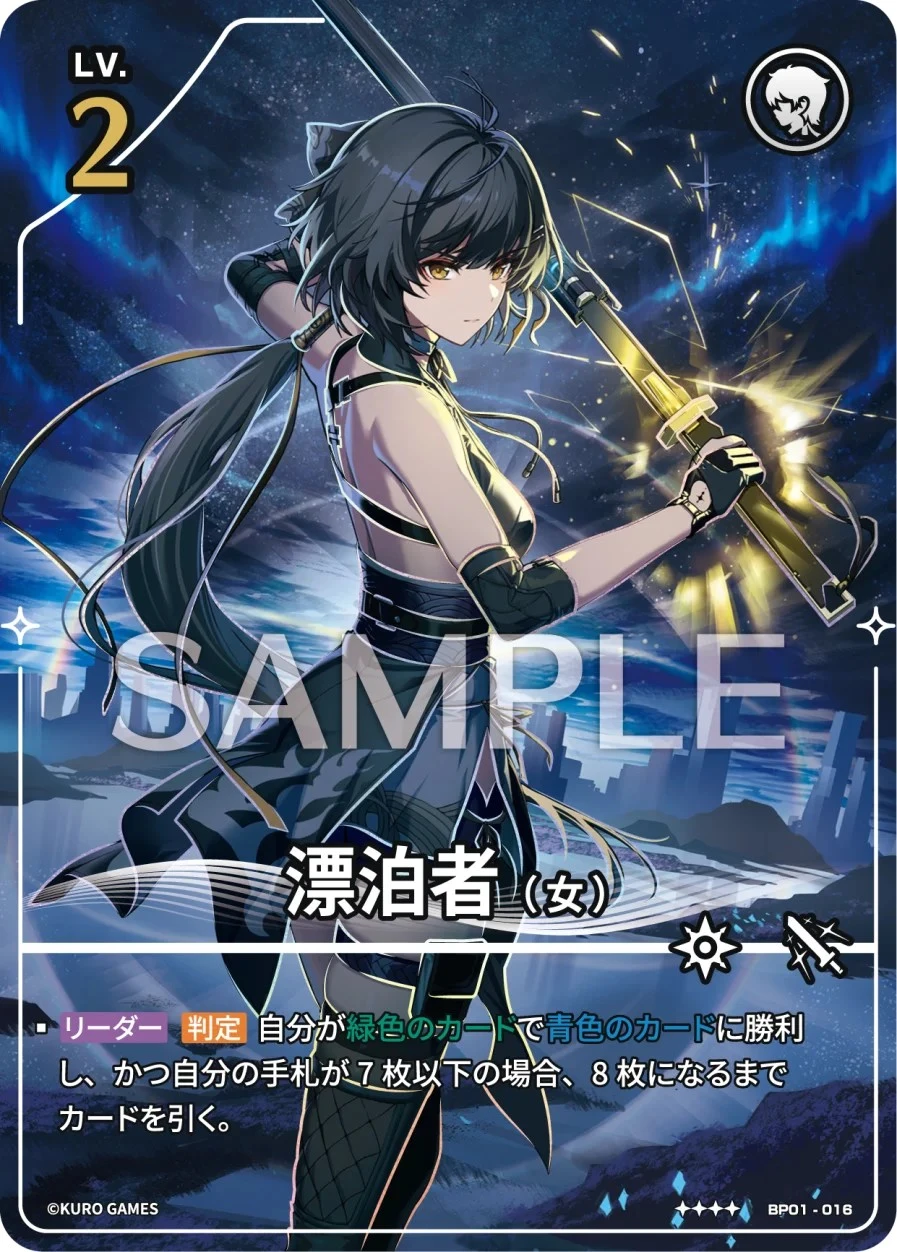 LV.
2
SAMPLE
漂泊者（女）
▪ リーダー 判定 自分が緑色のカードで青色のカードに勝利
し、かつ自分の手札が 7 枚以下の場合、8 枚になるまで
カードを引く。
©KURO GAMES
BP01 - 016